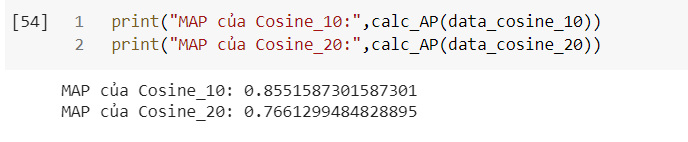 [54] 1 print("MAP của Cosine_10:",calc_AP(data_cosine_10))
2 print("MAP của Cosine_20:",calc_AP(data_cosine_20))
MAP của Cosine_10: 0.8551587301587301
MAP của Cosine_20: 0.7661299484828895